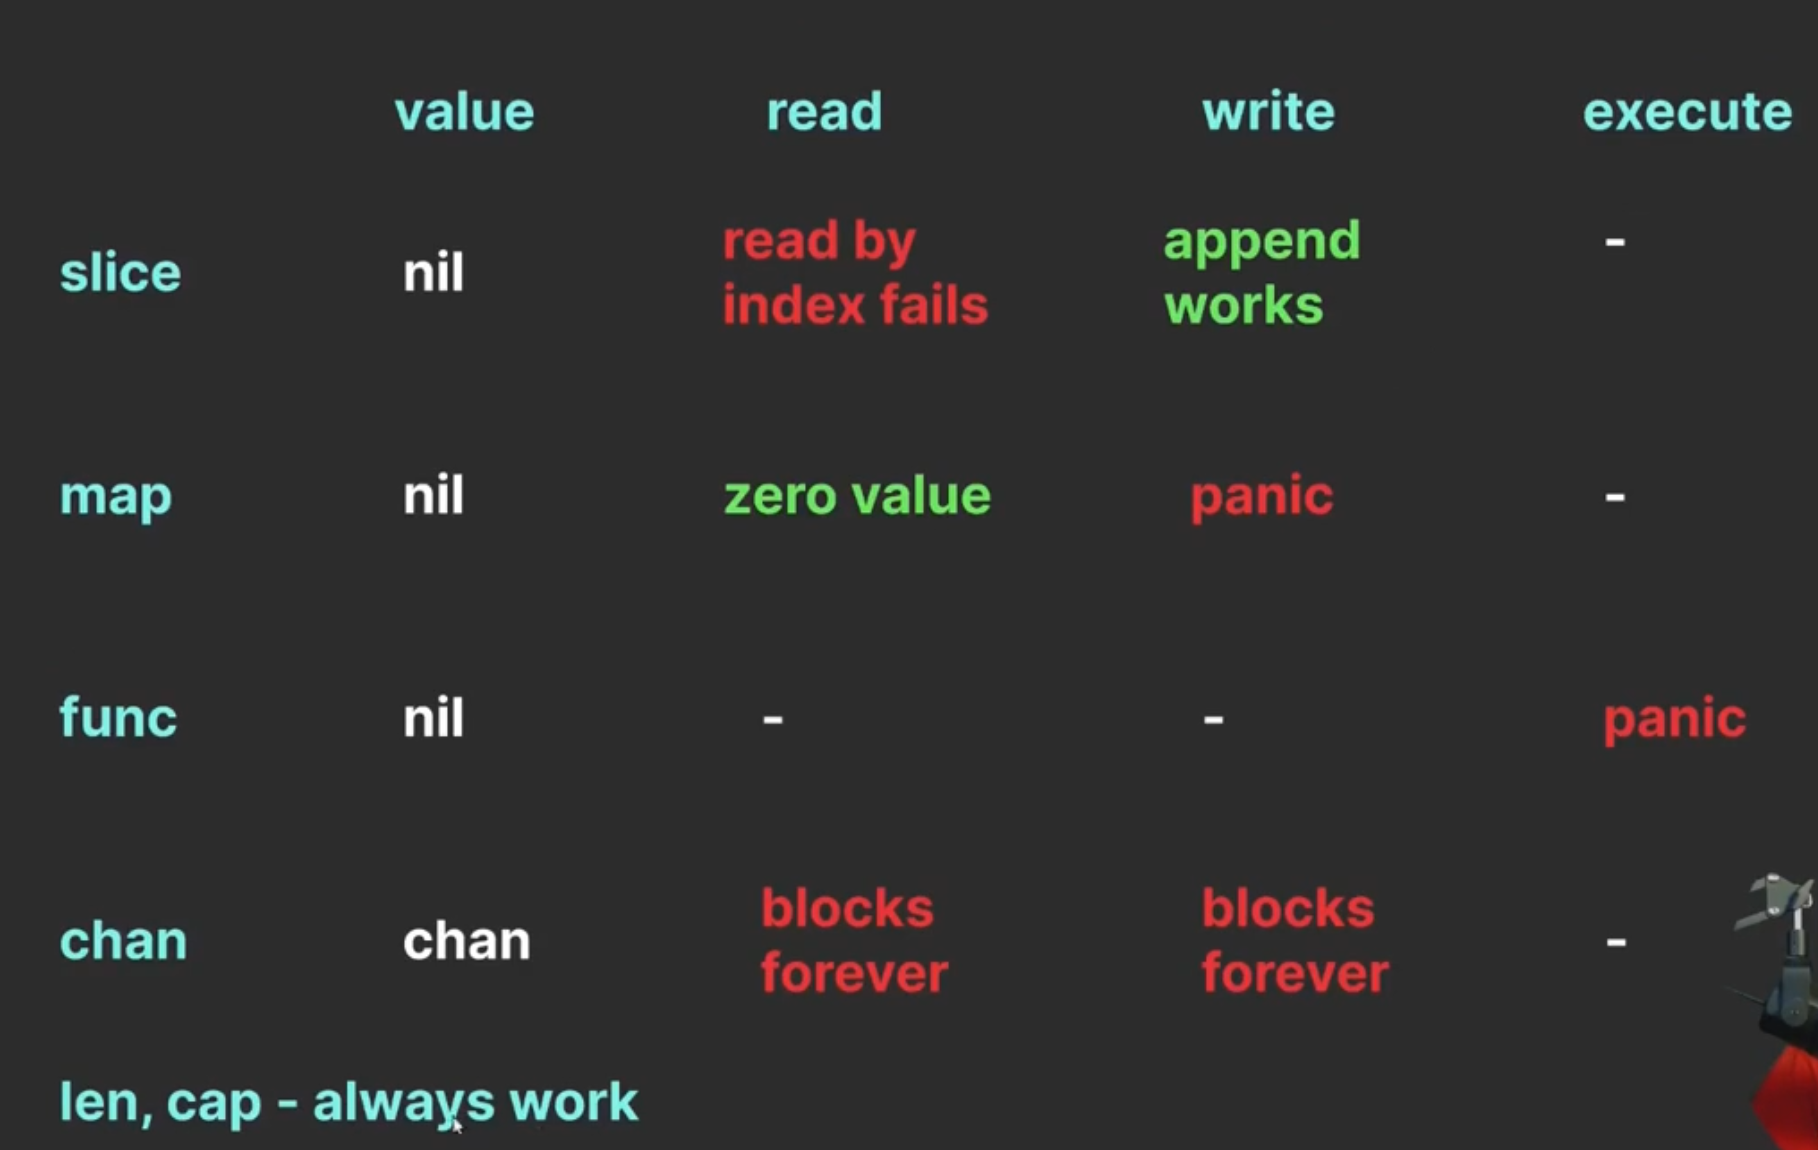 value read write execute
slice nil read by index fails append works -
map nil zero value panic -
func nil - - panic
chan chan blocks forever blocks forever -
len, cap - always work